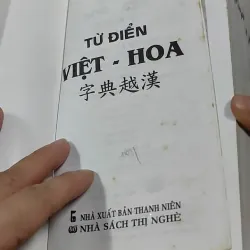 TỪ ĐIỂN
VIỆT - HOA
字典越漢
NHÀ XUẤT BẢN THANH NIÊN
NHÀ SÁCH THỊ NGHÈ